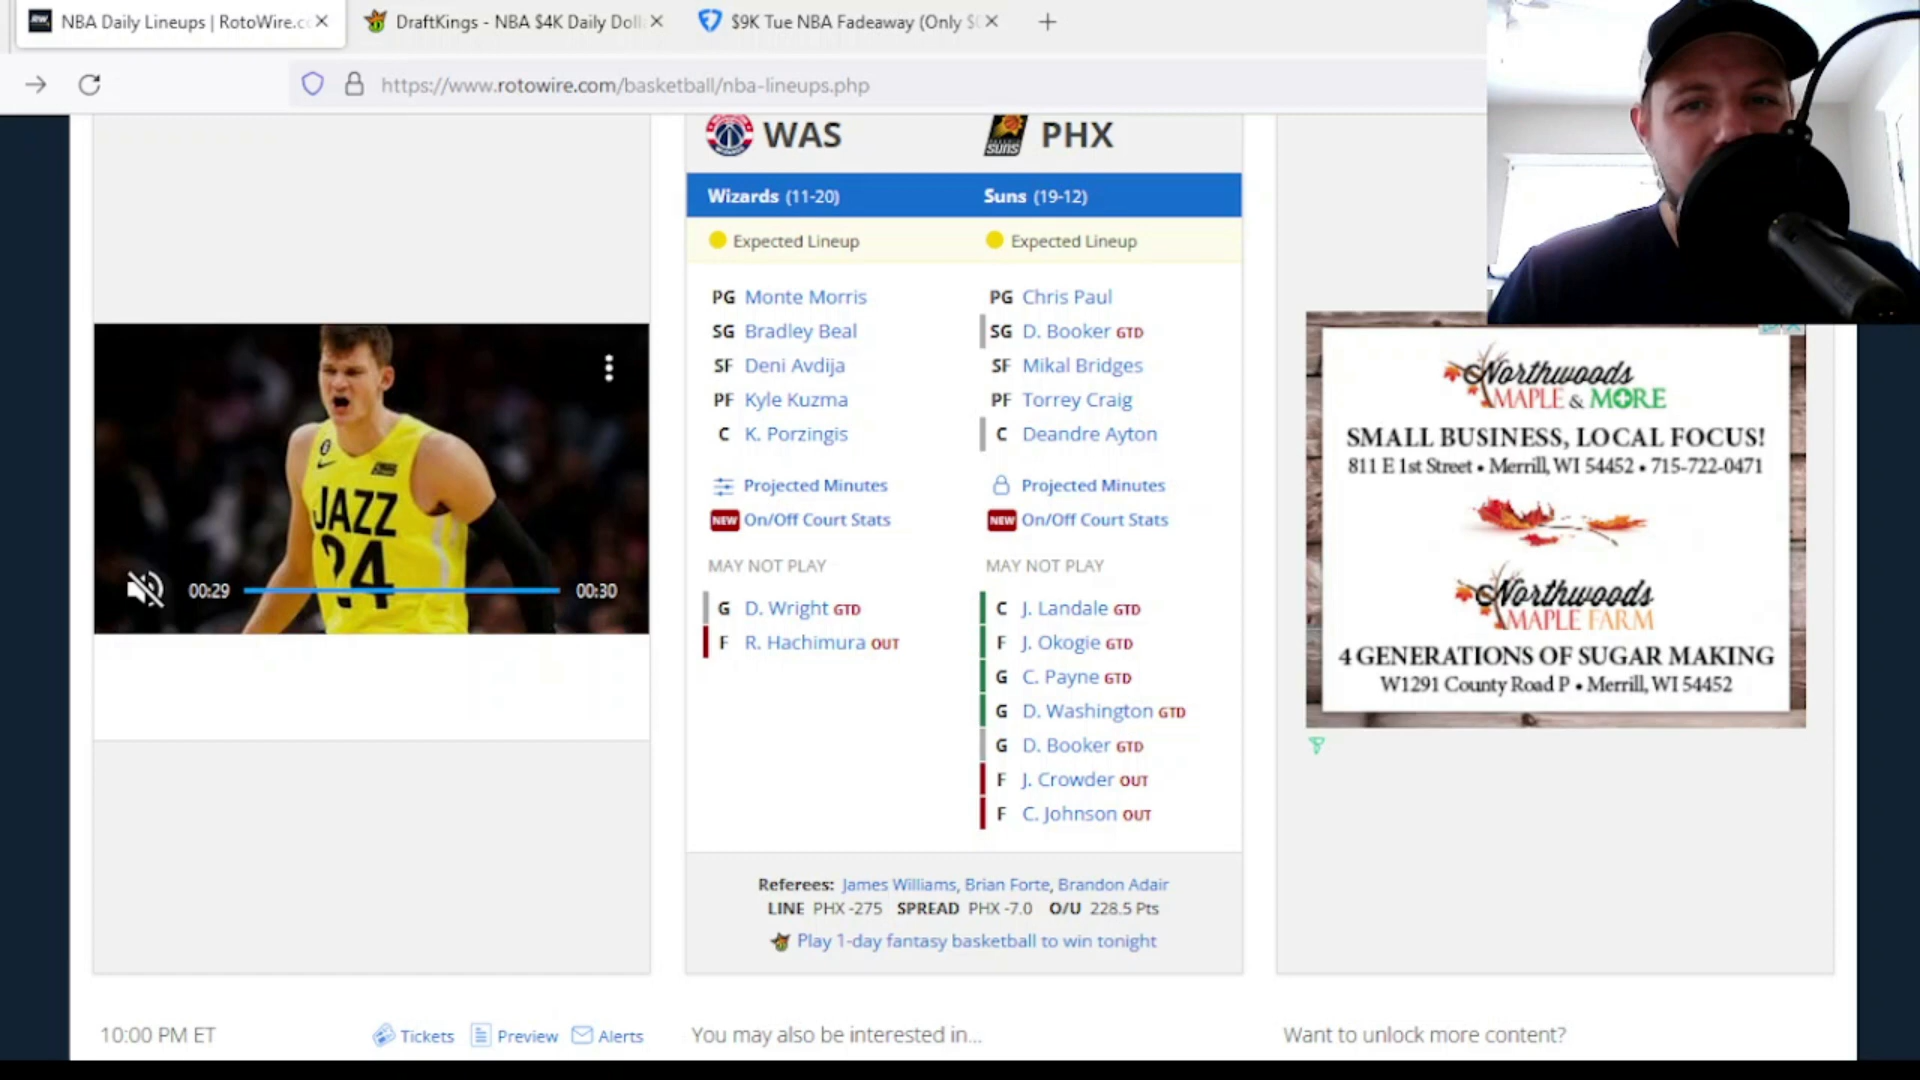 NBA Daily Lineups | RotoWire.c
DraftKings - NBA $4K Daily Doll
$9K Tue NBA Fadeaway (Only $
https://www.rotowire.com/basketball/nba-lineups.php
WAS
PHX
Wizards (11-20)
Suns (19-12)
Expected Lineup
Expected Lineup
PG Monte Morris
SG Bradley Beal
SF Deni Avdija
PF Kyle Kuzma
C K. Porzingis
Projected Minutes
NEW On/Off Court Stats
MAY NOT PLAY
G D. Wright GTD
F R. Hachimura OUT
PG Chris Paul
SG D. Booker GTD
SF Mikal Bridges
PF Torrey Craig
C Deandre Ayton
Projected Minutes
NEW On/Off Court Stats
MAY NOT PLAY
C J. Landale GTD
F J. Okogie GTD
G C. Payne GTD
G D. Washington GTD
G D. Booker GTD
F J. Crowder OUT
F C. Johnson OUT
Referees: James Williams, Brian Forte, Brandon Adair
LINE PHX -275 SPREAD PHX -7.0 O/U 228.5 Pts
Play 1-day fantasy basketball to win tonight
JAZZ
24
00:29
00:30
Northwoods
MAPLE & MORE
SMALL BUSINESS, LOCAL FOCUS!
811 E 1st Street • Merrill, WI 54452 • 715-722-0471
Northwoods
MAPLE FARM
4 GENERATIONS OF SUGAR MAKING
W1291 County Road P • Merrill, WI 54452
10:00 PM ET
Tickets
Preview
Alerts
You may also be interested in...
Want to unlock more content?